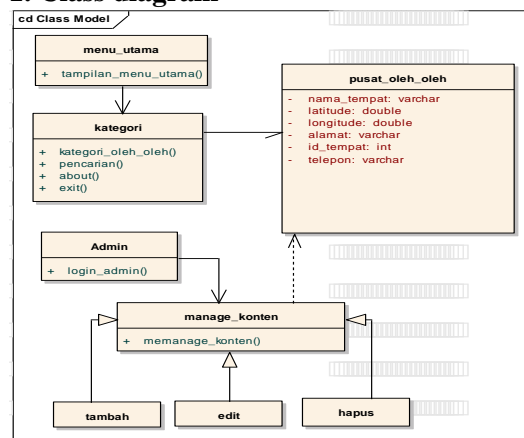 cd Class Model
menu_utama
+ tampilan_menu_utama()
kategori
+ kategori_oleh_oleh()
+ pencarian()
+ about()
+ exit()
pusat_oleh_oleh
- nama_tempat: varchar
- latitude: double
- longitude: double
- alamat: varchar
- id_tempat: int
- telepon: varchar
Admin
+ login_admin()
manage_konten
+ memanage_konten()
tambah
edit
hapus